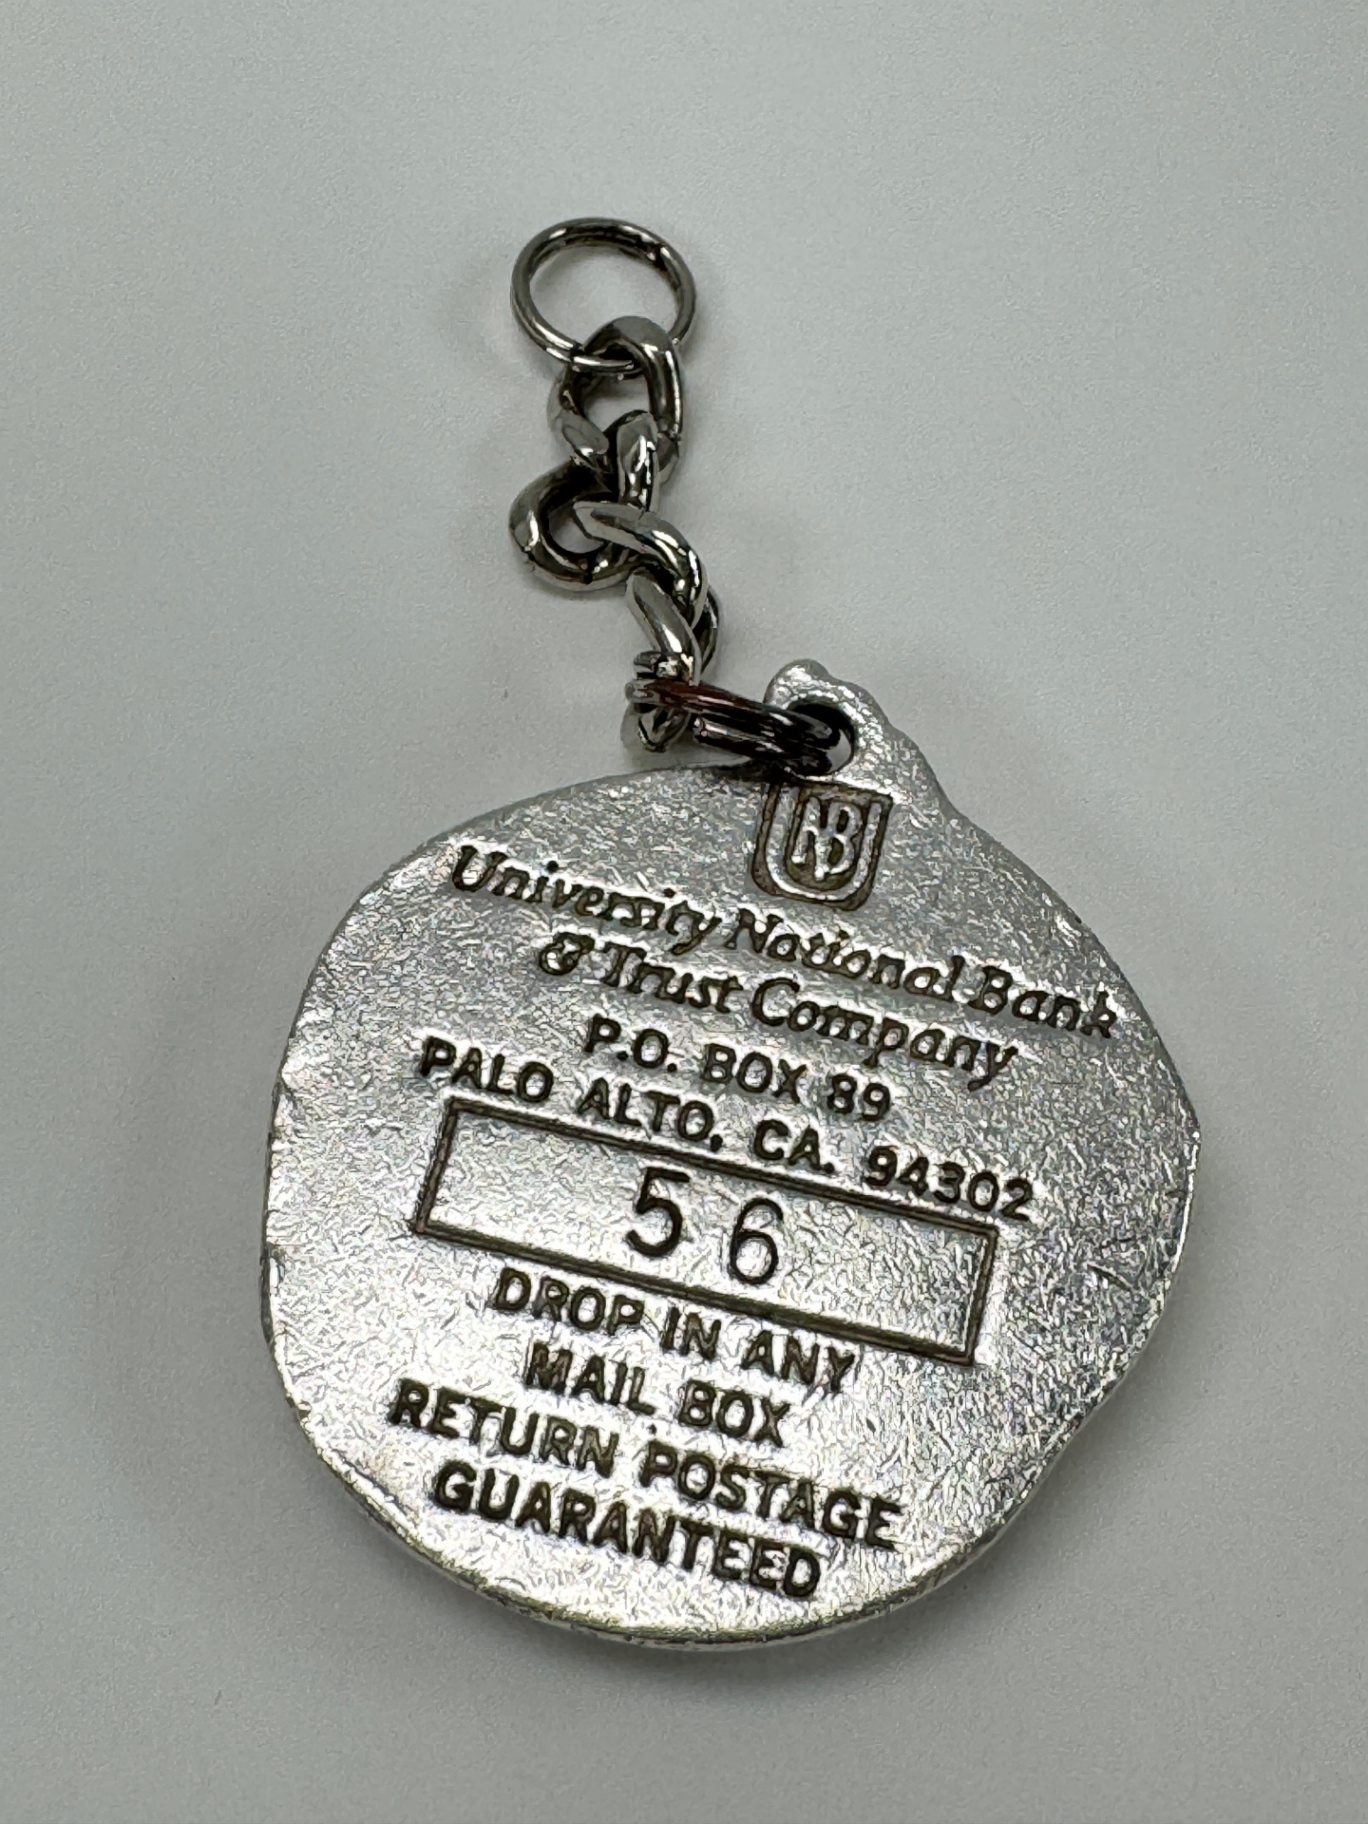 UNB
University National Bank
& Trust Company
P.O. BOX 89
PALO ALTO, CA. 94302
56
DROP IN ANY
MAIL BOX
RETURN POSTAGE
GUARANTEED